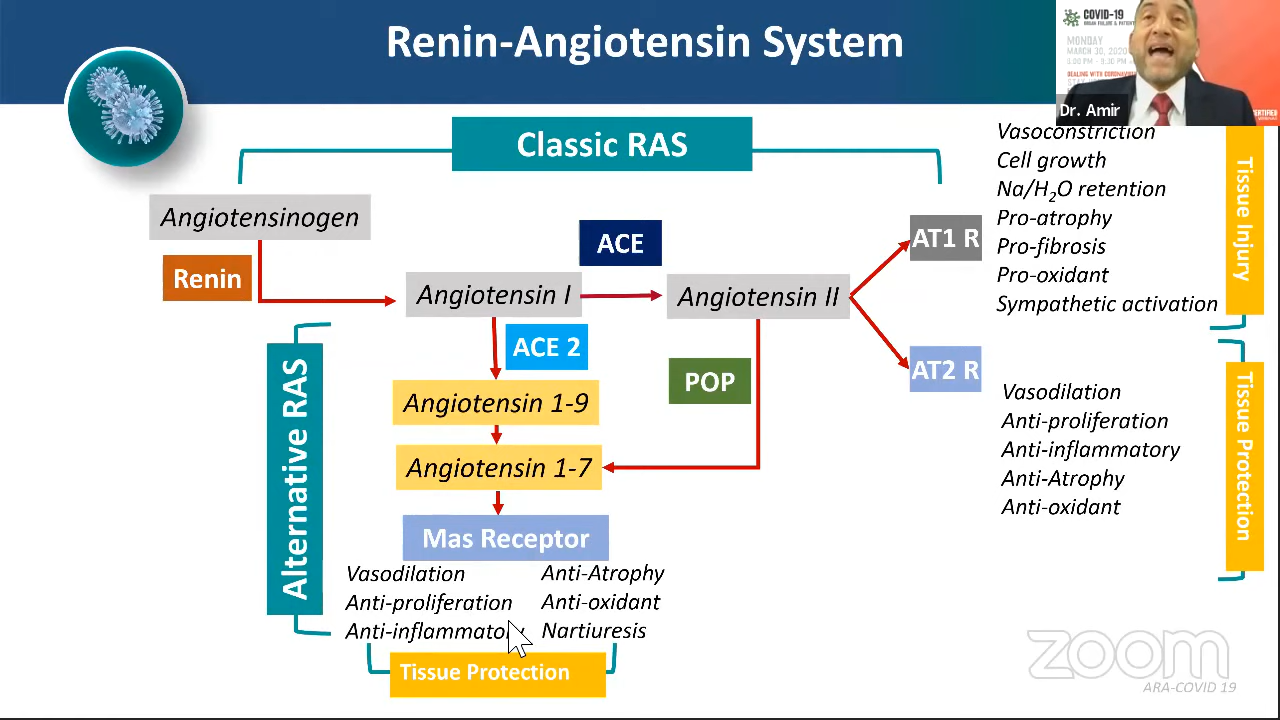 Renin-Angiotensin System
COVID-19
MONDAY
MARCH 30, 2020
Dr. Amir
Classic RAS
Angiotensinogen
Renin
ACE
Angiotensin I
Angiotensin II
AT1 R
Vasoconstriction
Cell growth
Na/H2O retention
Pro-atrophy
Pro-fibrosis
Pro-oxidant
Sympathetic activation
Tissue Injury
ACE 2
POP
AT2 R
Vasodilation
Anti-proliferation
Anti-inflammatory
Anti-Atrophy
Anti-oxidant
Tissue Protection
Alternative RAS
Angiotensin 1-9
Angiotensin 1-7
Mas Receptor
Vasodilation
Anti-proliferation
Anti-inflammatory
Anti-Atrophy
Anti-oxidant
Nartiuresis
Tissue Protection
zoom
ARA-COVID 19